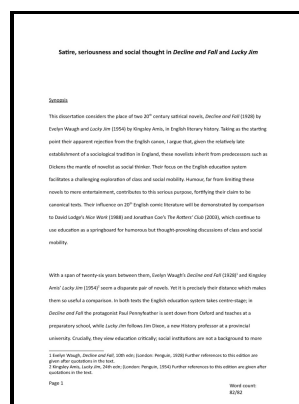 Satire, seriousness and social thought in Decline and Fall and Lucky Jim
Synopsis
This dissertation considers the place of two 20th century satirical novels, Decline and Fall (1928) by
Evelyn Waugh and Lucky Jim (1954) by Kingsley Amis, in English literary history. Taking as the starting
point their apparent rejection from the English canon, I argue that, given the relatively late
establishment of a sociological tradition in England, these novelists inherit from predecessors such as
Dickens the mantle of novelist as social thinker. Their focus on the English education system
facilitates a challenging exploration of class and social mobility. Humour, far from limiting these
novels to mere entertainment, contributes to this serious purpose, fortifying their claim to be
canonical texts. Their influence on 20th English comic literature will be demonstrated by comparison
to David Lodge's Nice Work (1988) and Jonathan Coe's The Rotters' Club (2003), which continue to
use education as a springboard for humorous but thought-provoking discussions of class and social
mobility.
With a span of twenty-six years between them, Evelyn Waugh's Decline and Fall (1928)1 and Kingsley
Amis' Lucky Jim (1954)2 seem a disparate pair of novels. Yet it is precisely their distance which makes
them so useful a comparison. In both texts the English education system takes centre-stage; in
Decline and Fall the protagonist Paul Pennyfeather is sent down from Oxford and teaches at a
preparatory school, while Lucky Jim follows Jim Dixon, a new History professor at a provincial
university. Crucially, they view education critically; social institutions are not a background to more
1 Evelyn Waugh, Decline and Fall, 10th edn; (London: Penguin, 1928) Further references to this edition are
given after quotations in the text.
2 Kingsley Amis, Lucky Jim, 24th edn; (London: Penguin, 1954) Further references to this edition are given after
quotations in the text.
Page 1
Word count:
82/82